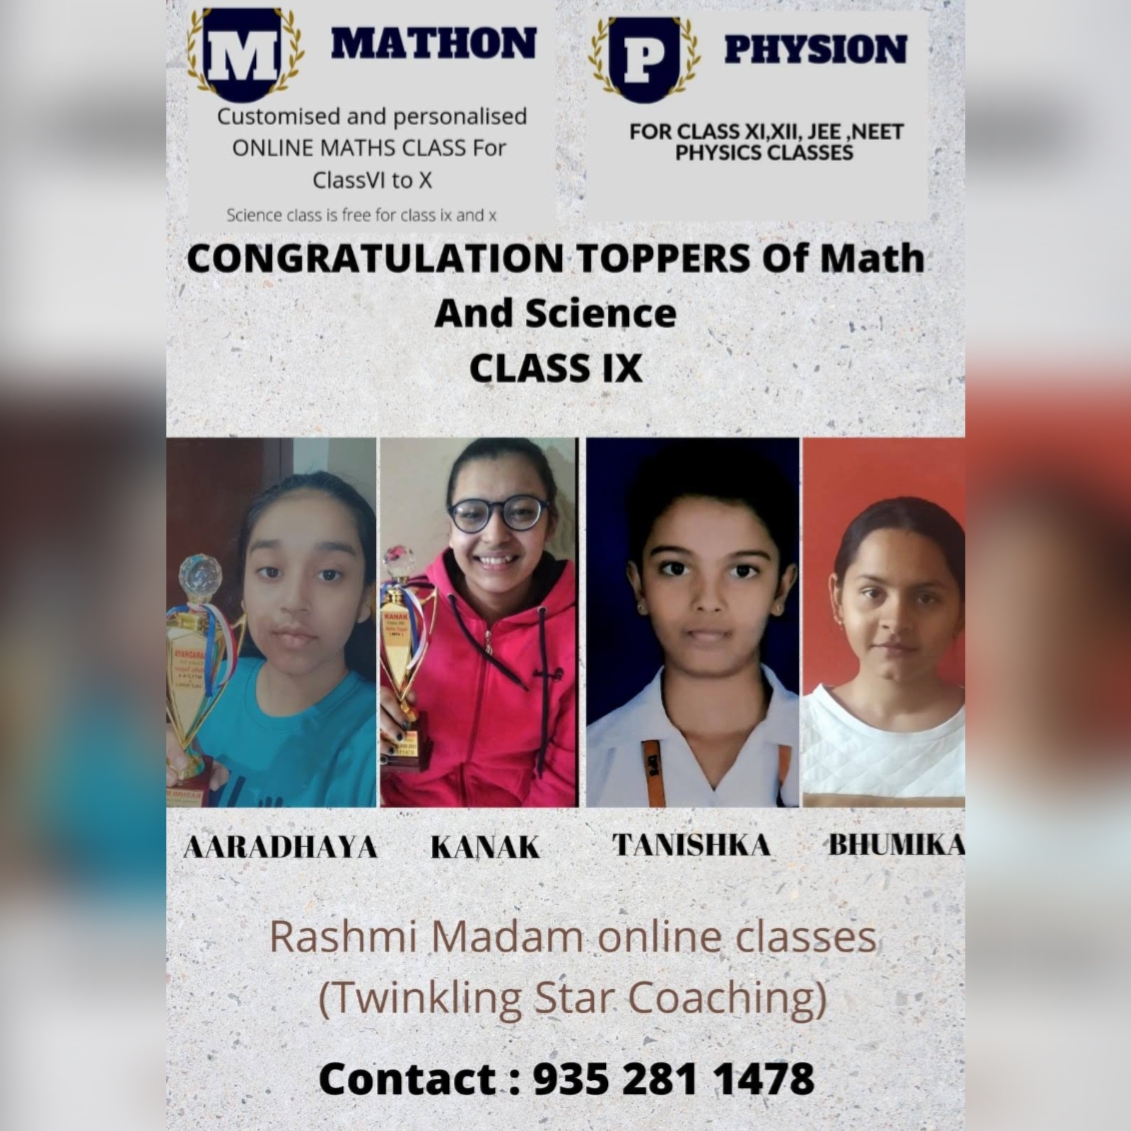 M MATHON
Customised and personalised
ONLINE MATHS CLASS For
ClassVI to X
Science class is free for class ix and x
P PHYSION
FOR CLASS XI,XII, JEE ,NEET
PHYSICS CLASSES
CONGRATULATION TOPPERS Of Math
And Science
CLASS IX
KANAK
AARADHAYA
KANAK
TANISHKA
BHUMIKA
Rashmi Madam online classes
(Twinkling Star Coaching)
Contact : 935 281 1478